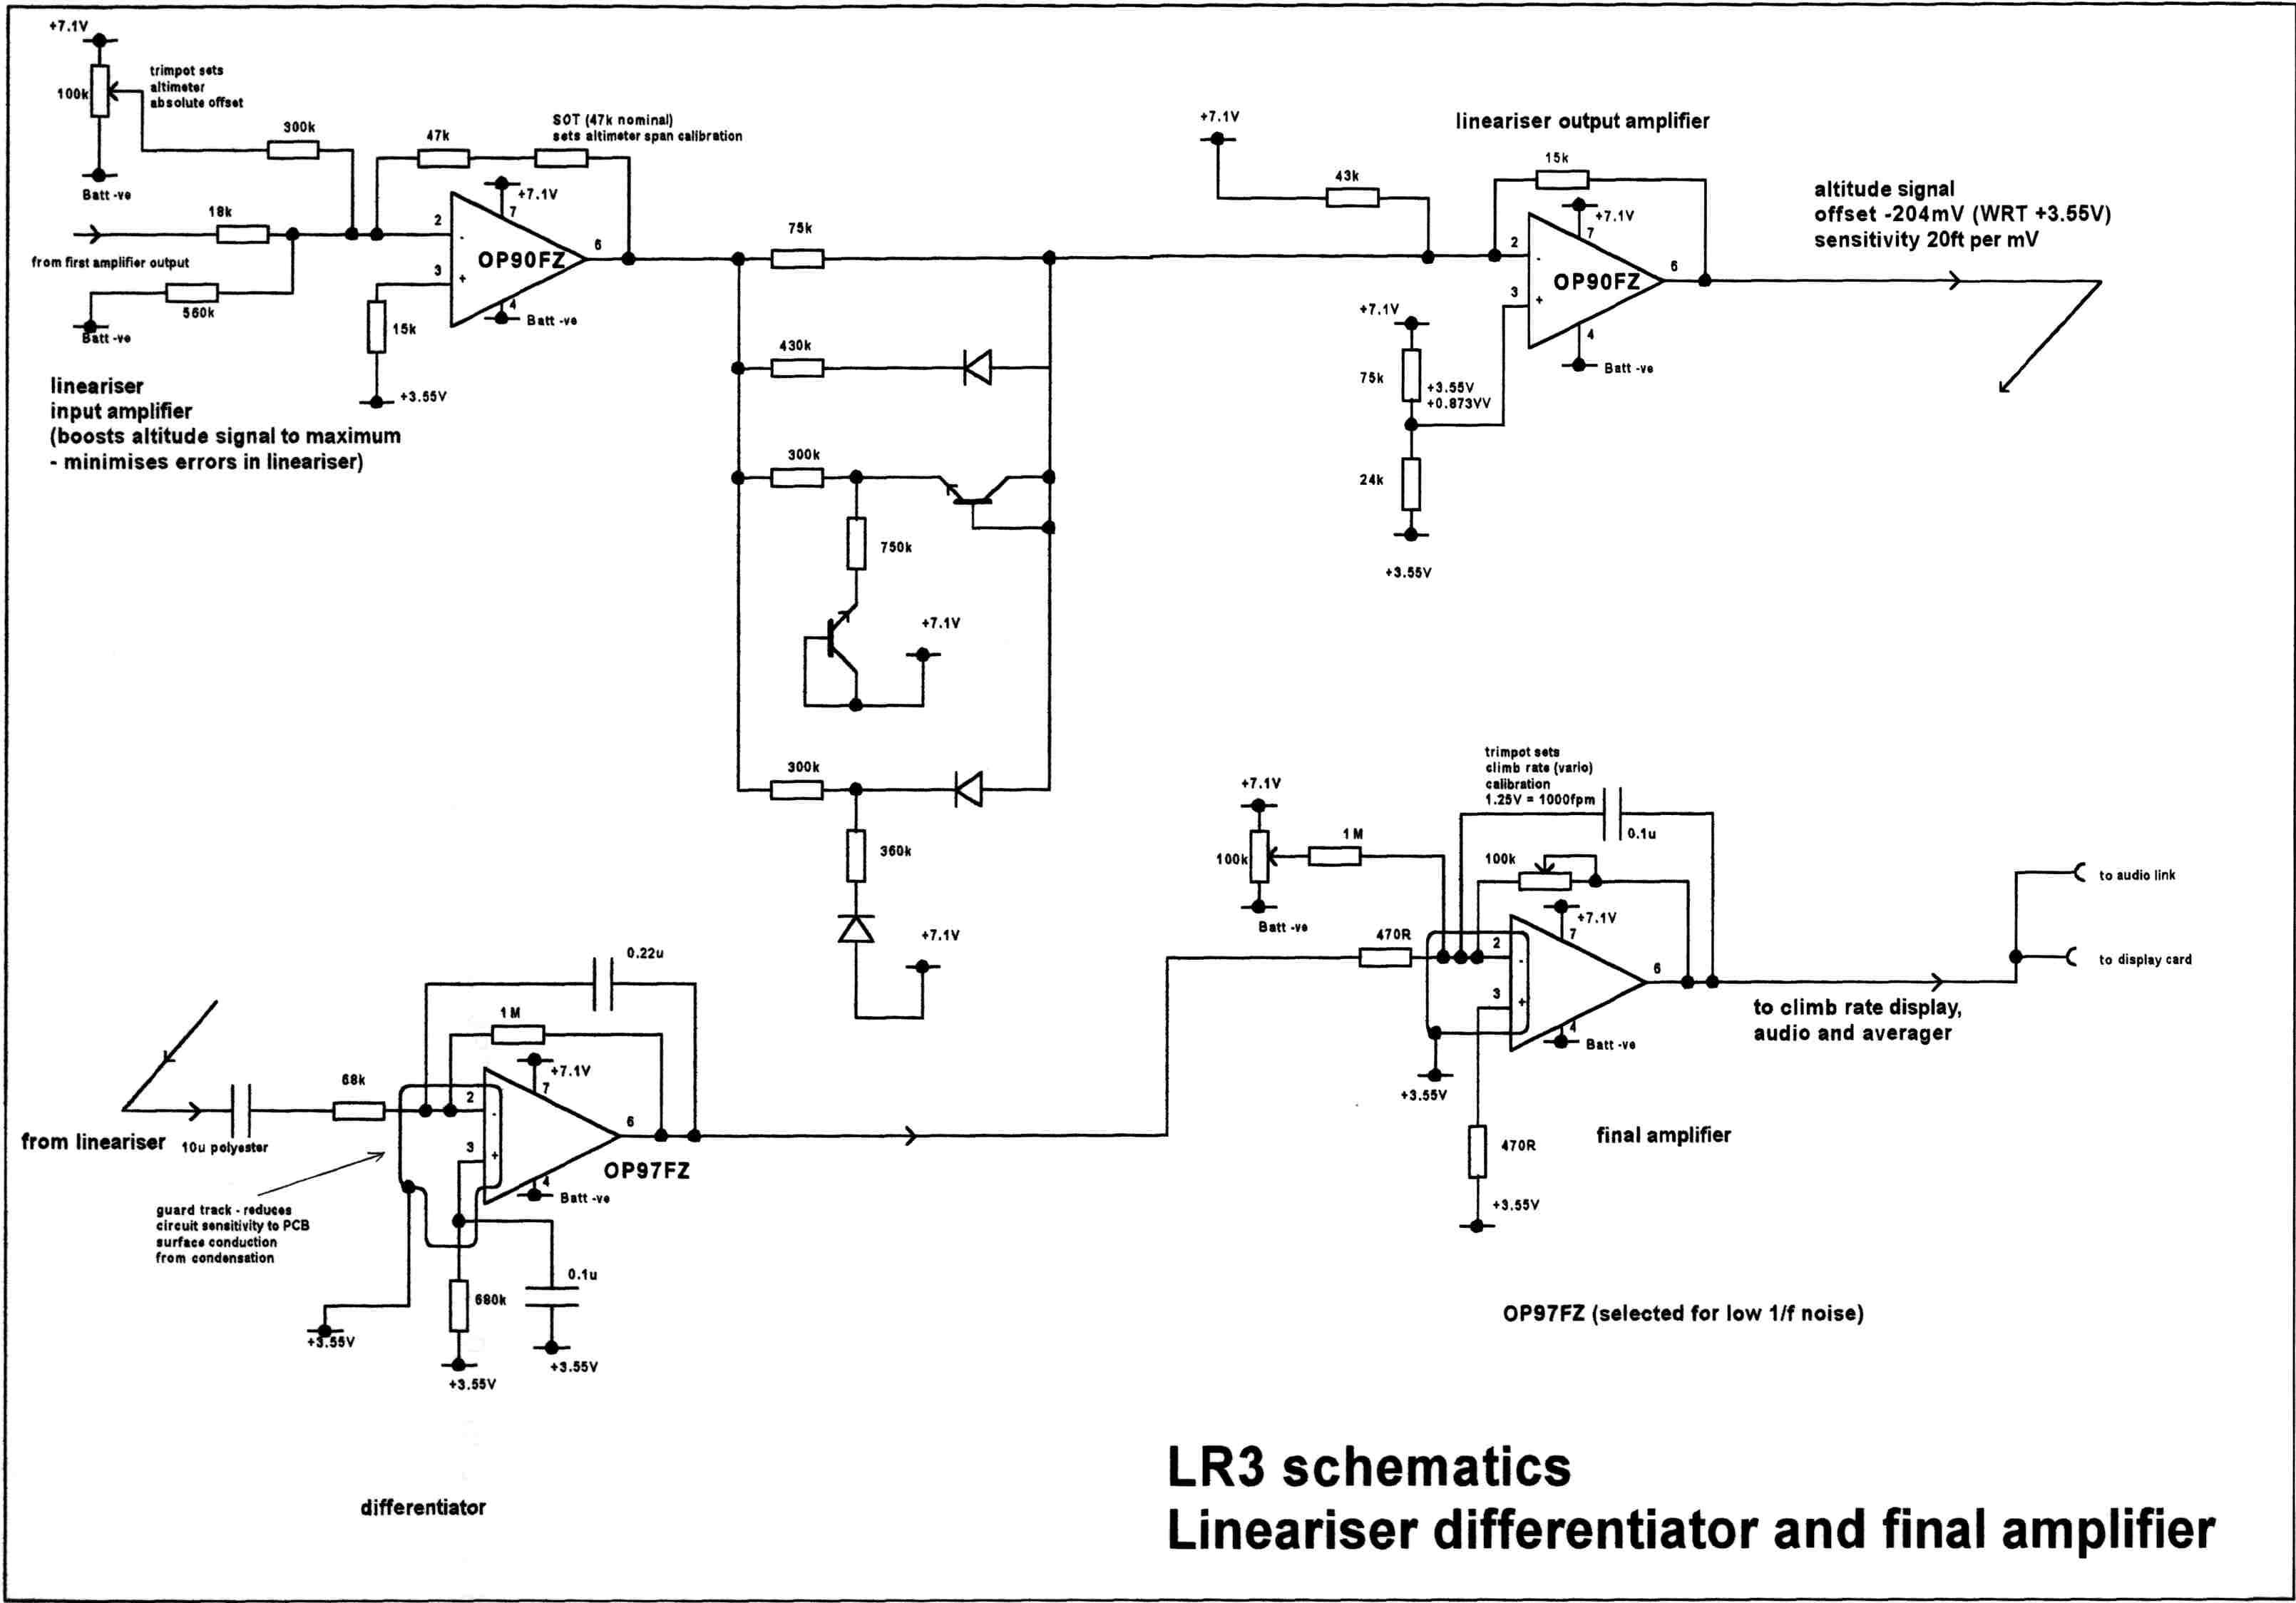 +7.1V
100k
trimpot sets
altimeter
absolute offset
Batt -ve
300k
18k
from first amplifier output
560k
Batt -ve
47k
SOT (47k nominal)
sets altimeter span calibration
+7.1V
7
2
-
3
+
OP90FZ
6
4
Batt -ve
15k
+3.55V
lineariser
input amplifier
(boosts altitude signal to maximum
- minimises errors in lineariser)
75k
430k
300k
750k
+7.1V
300k
360k
+7.1V
+7.1V
43k
lineariser output amplifier
15k
+7.1V
7
2
-
3
+
OP90FZ
6
4
Batt -ve
+7.1V
75k
+3.55V
+0.873VV
24k
+3.55V
altitude signal
offset -204mV (WRT +3.55V)
sensitivity 20ft per mV
from lineariser
10u polyester
68k
0.22u
1M
+7.1V
7
2
-
3
+
6
4
OP97FZ
Batt -ve
guard track - reduces
circuit sensitivity to PCB
surface conduction
from condensation
+3.55V
680k
+3.55V
0.1u
+3.55V
differentiator
+7.1V
100k
1M
Batt -ve
470R
trimpot sets
climb rate (vario)
calibration
1.25V = 1000fpm
0.1u
100k
+7.1V
7
2
-
3
+
6
4
Batt -ve
+3.55V
470R
+3.55V
final amplifier
to audio link
to display card
to climb rate display,
audio and averager
OP97FZ (selected for low 1/f noise)
LR3 schematics
Lineariser differentiator and final amplifier